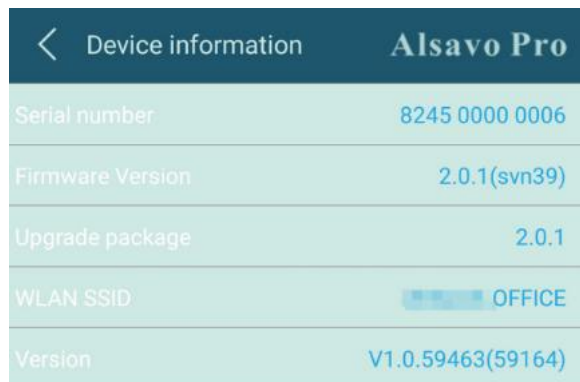 Device information Alsavo Pro
Serial number 8245 0000 0006
Firmware Version 2.0.1(svn39)
Upgrade package 2.0.1
WLAN SSID OFFICE
Version V1.0.59463(59164)